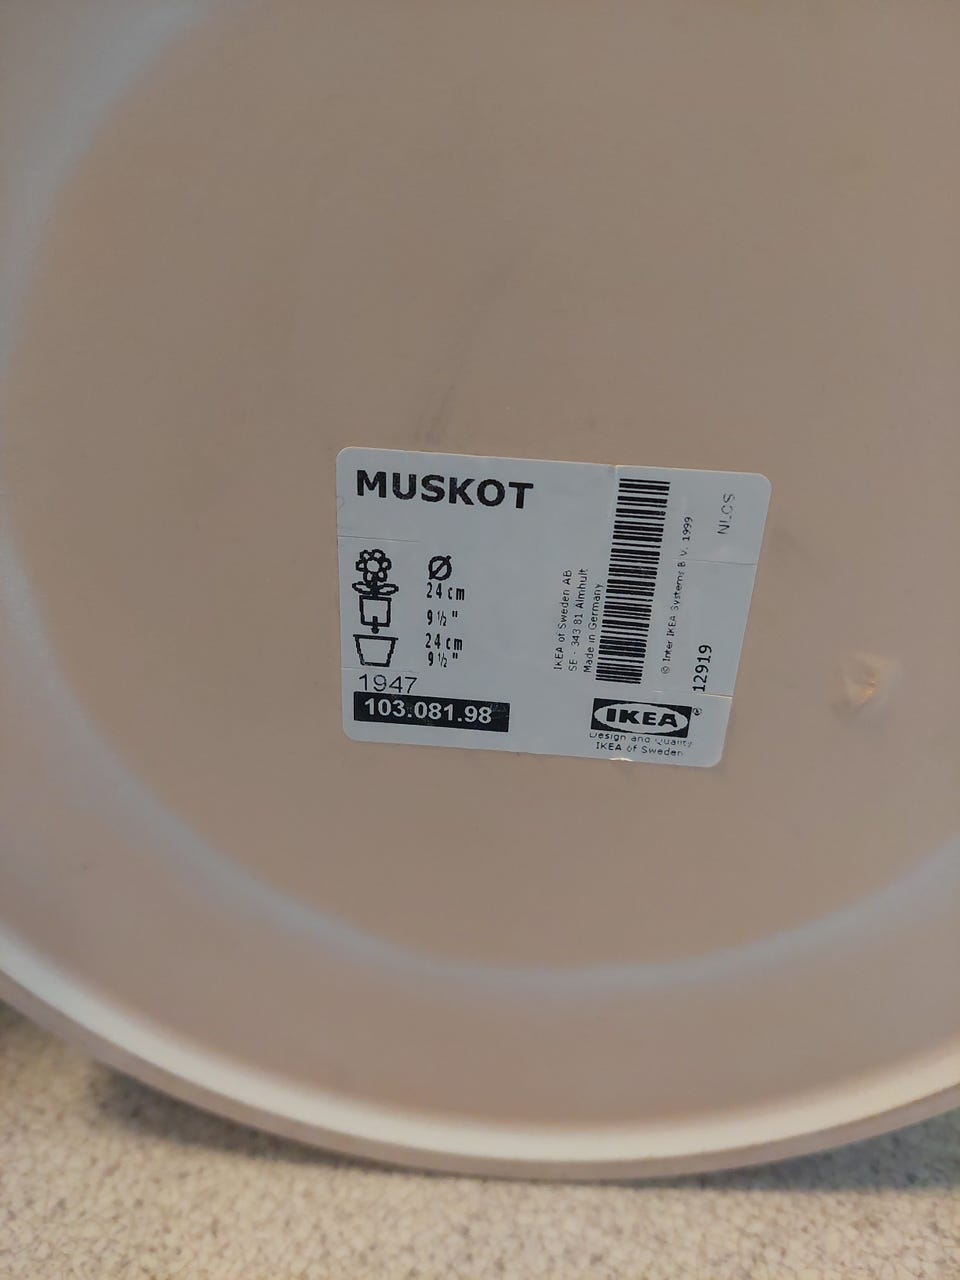 MUSKOT
Ø
24 cm
9 ½ "
24 cm
9 ½ "
1947
103.081.98
IKEA of Sweden AB
SE - 343 81 Älmhult
Made in Germany
© Inter IKEA Systems B.V. 1999
12919
IKEA ®
Design and Quality
IKEA of Sweden